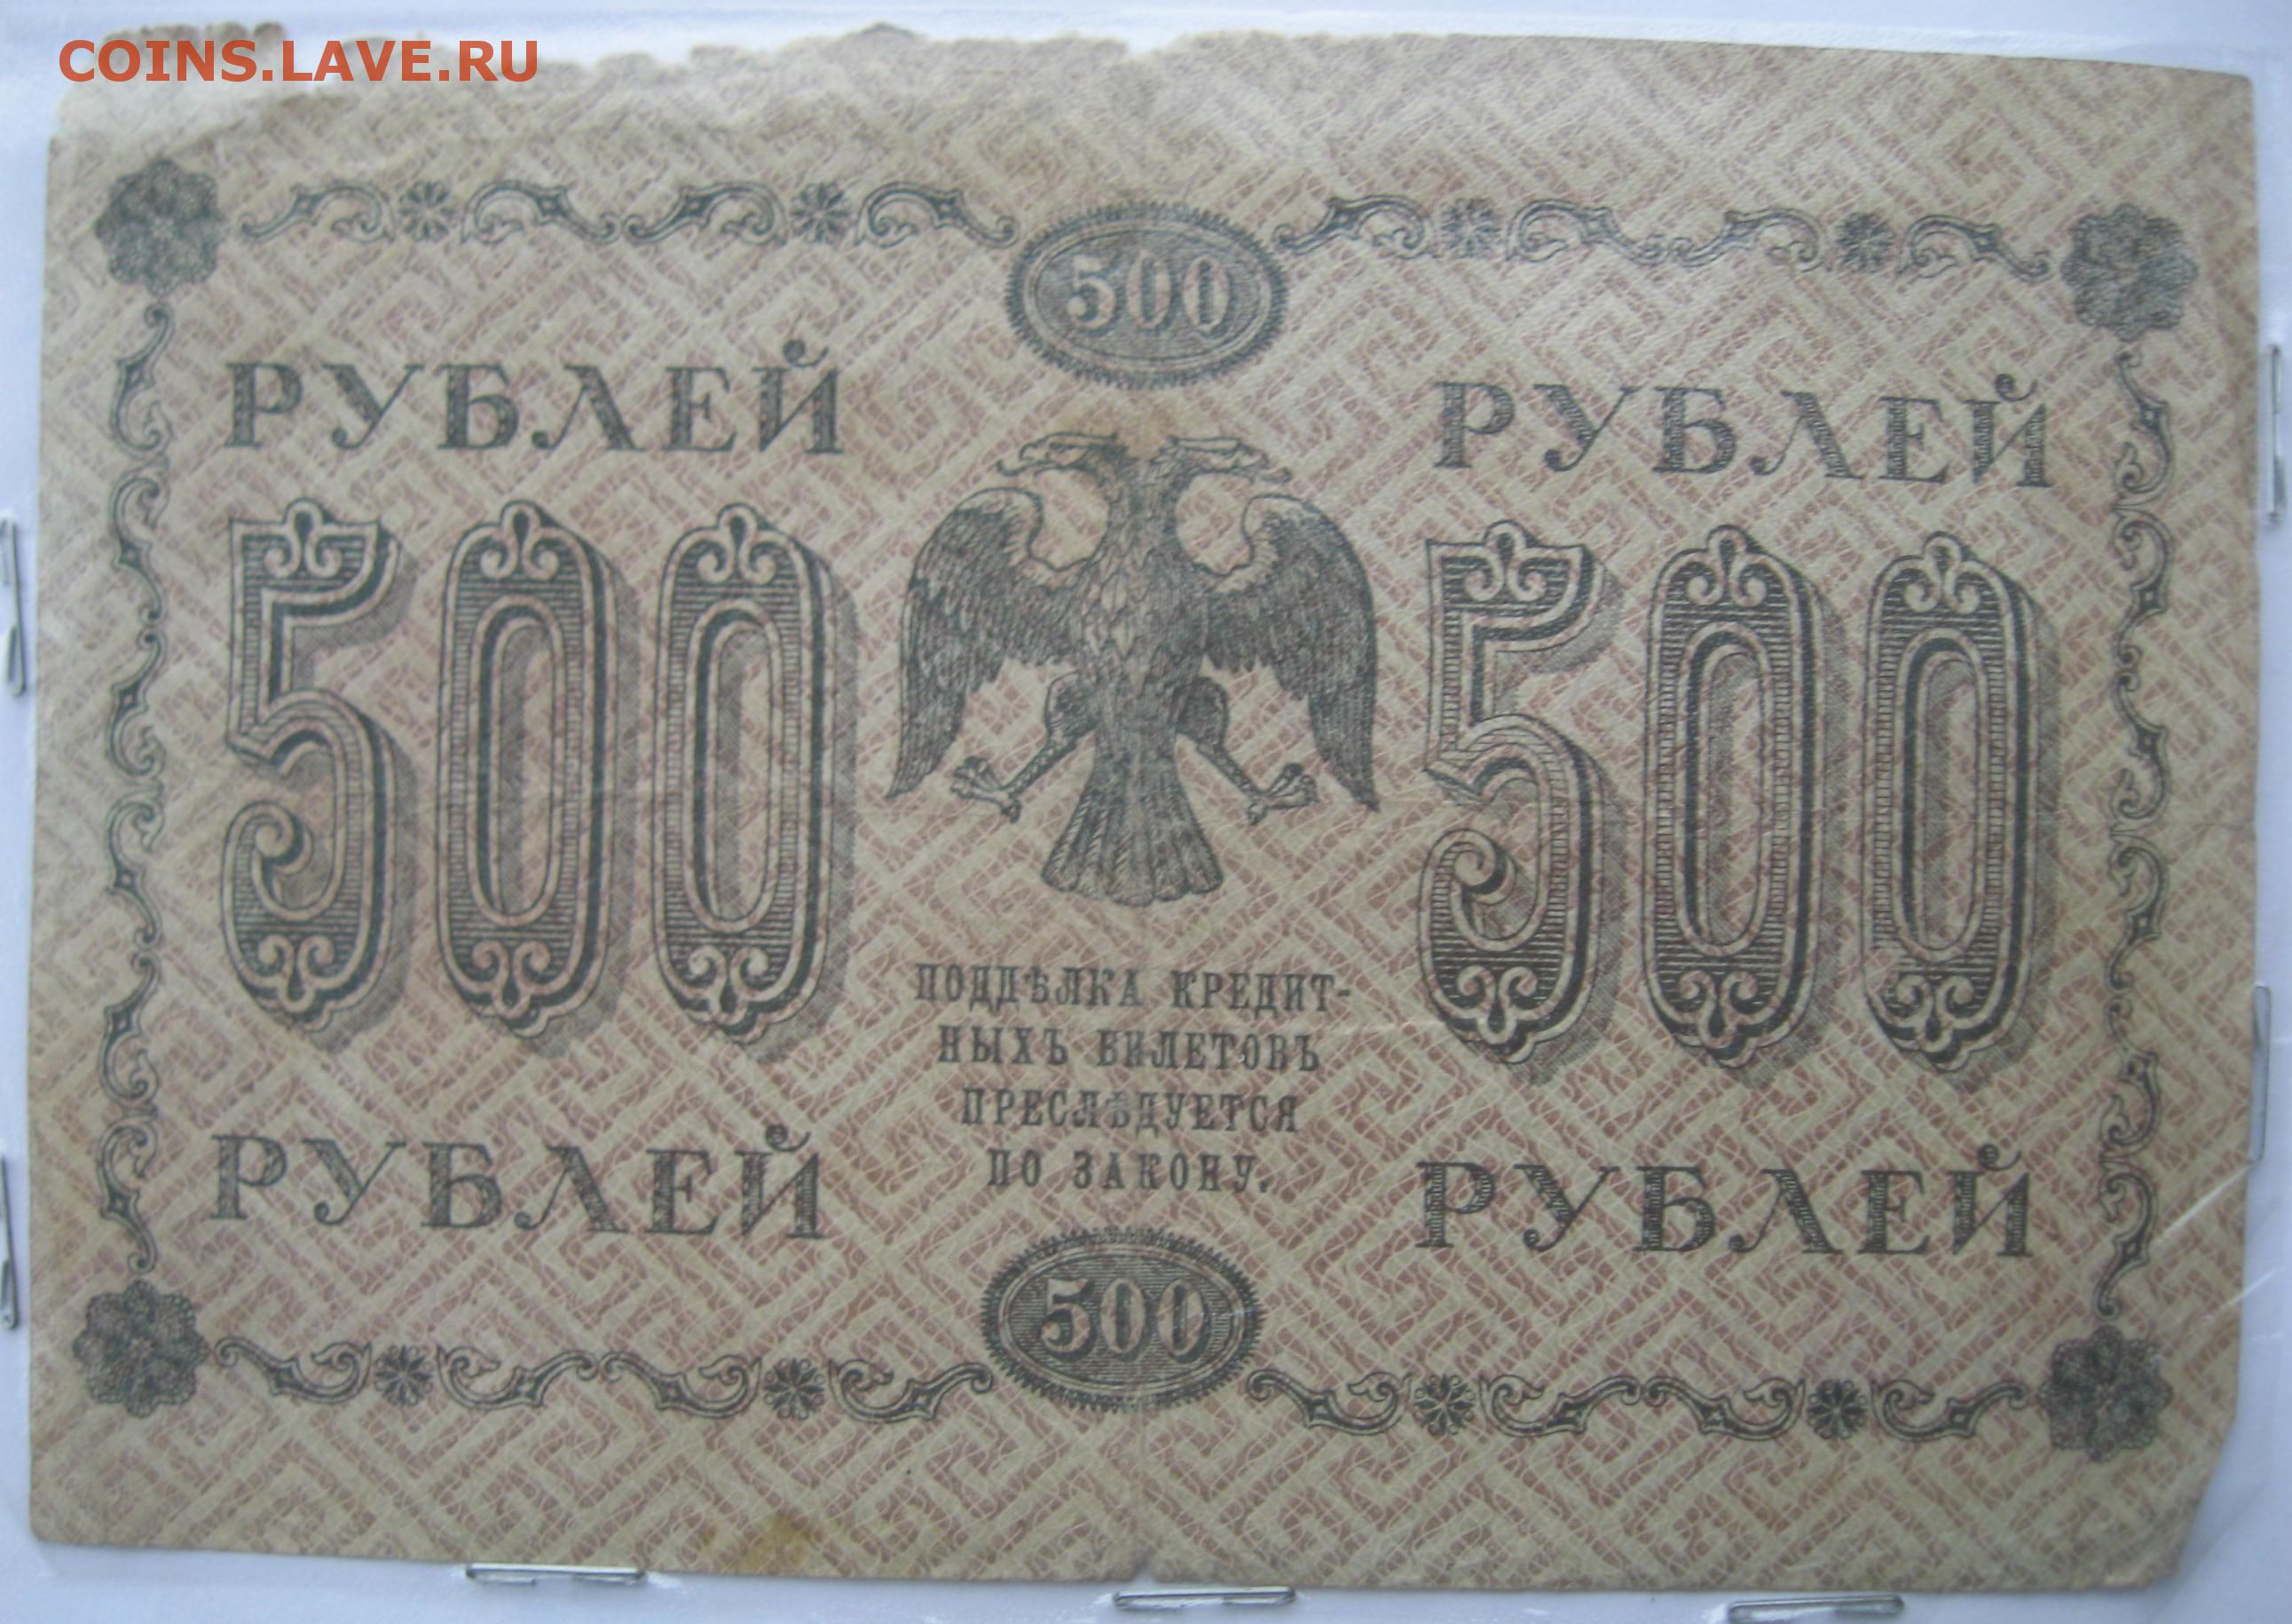 COINS.LAVE.RU
500
РУБЛЕЙ
РУБЛЕЙ
500
500
ПОДДѢЛКА КРЕДИТ-
НЫХЪ БИЛЕТОВЪ
ПРЕСЛѢДУЕТСЯ
ПО ЗАКОНУ.
РУБЛЕЙ
РУБЛЕЙ
500